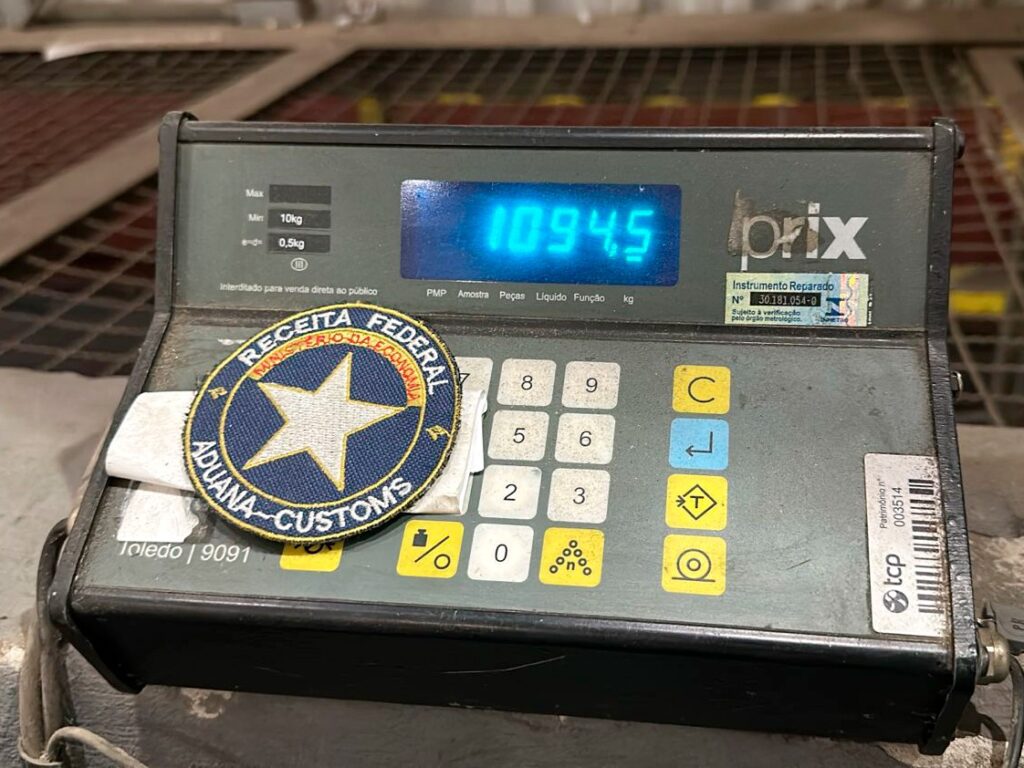 Max
Min 10kg
e=d= 0,5kg
III
Interditado para venda direta ao público
1094,5
PMP Amostra Peças Líquido Função kg
prix
Instrumento Reparado
Nº 30.181.054-0
Sujeito à verificação
pelo órgão metrológico.
RECEITA FEDERAL
MINISTÉRIO DA ECONOMIA
ADUANA-CUSTOMS
7 8 9 C
5 6
2 3 T
0 n
Toledo | 9091
Patrimônio nº
003514
tcp